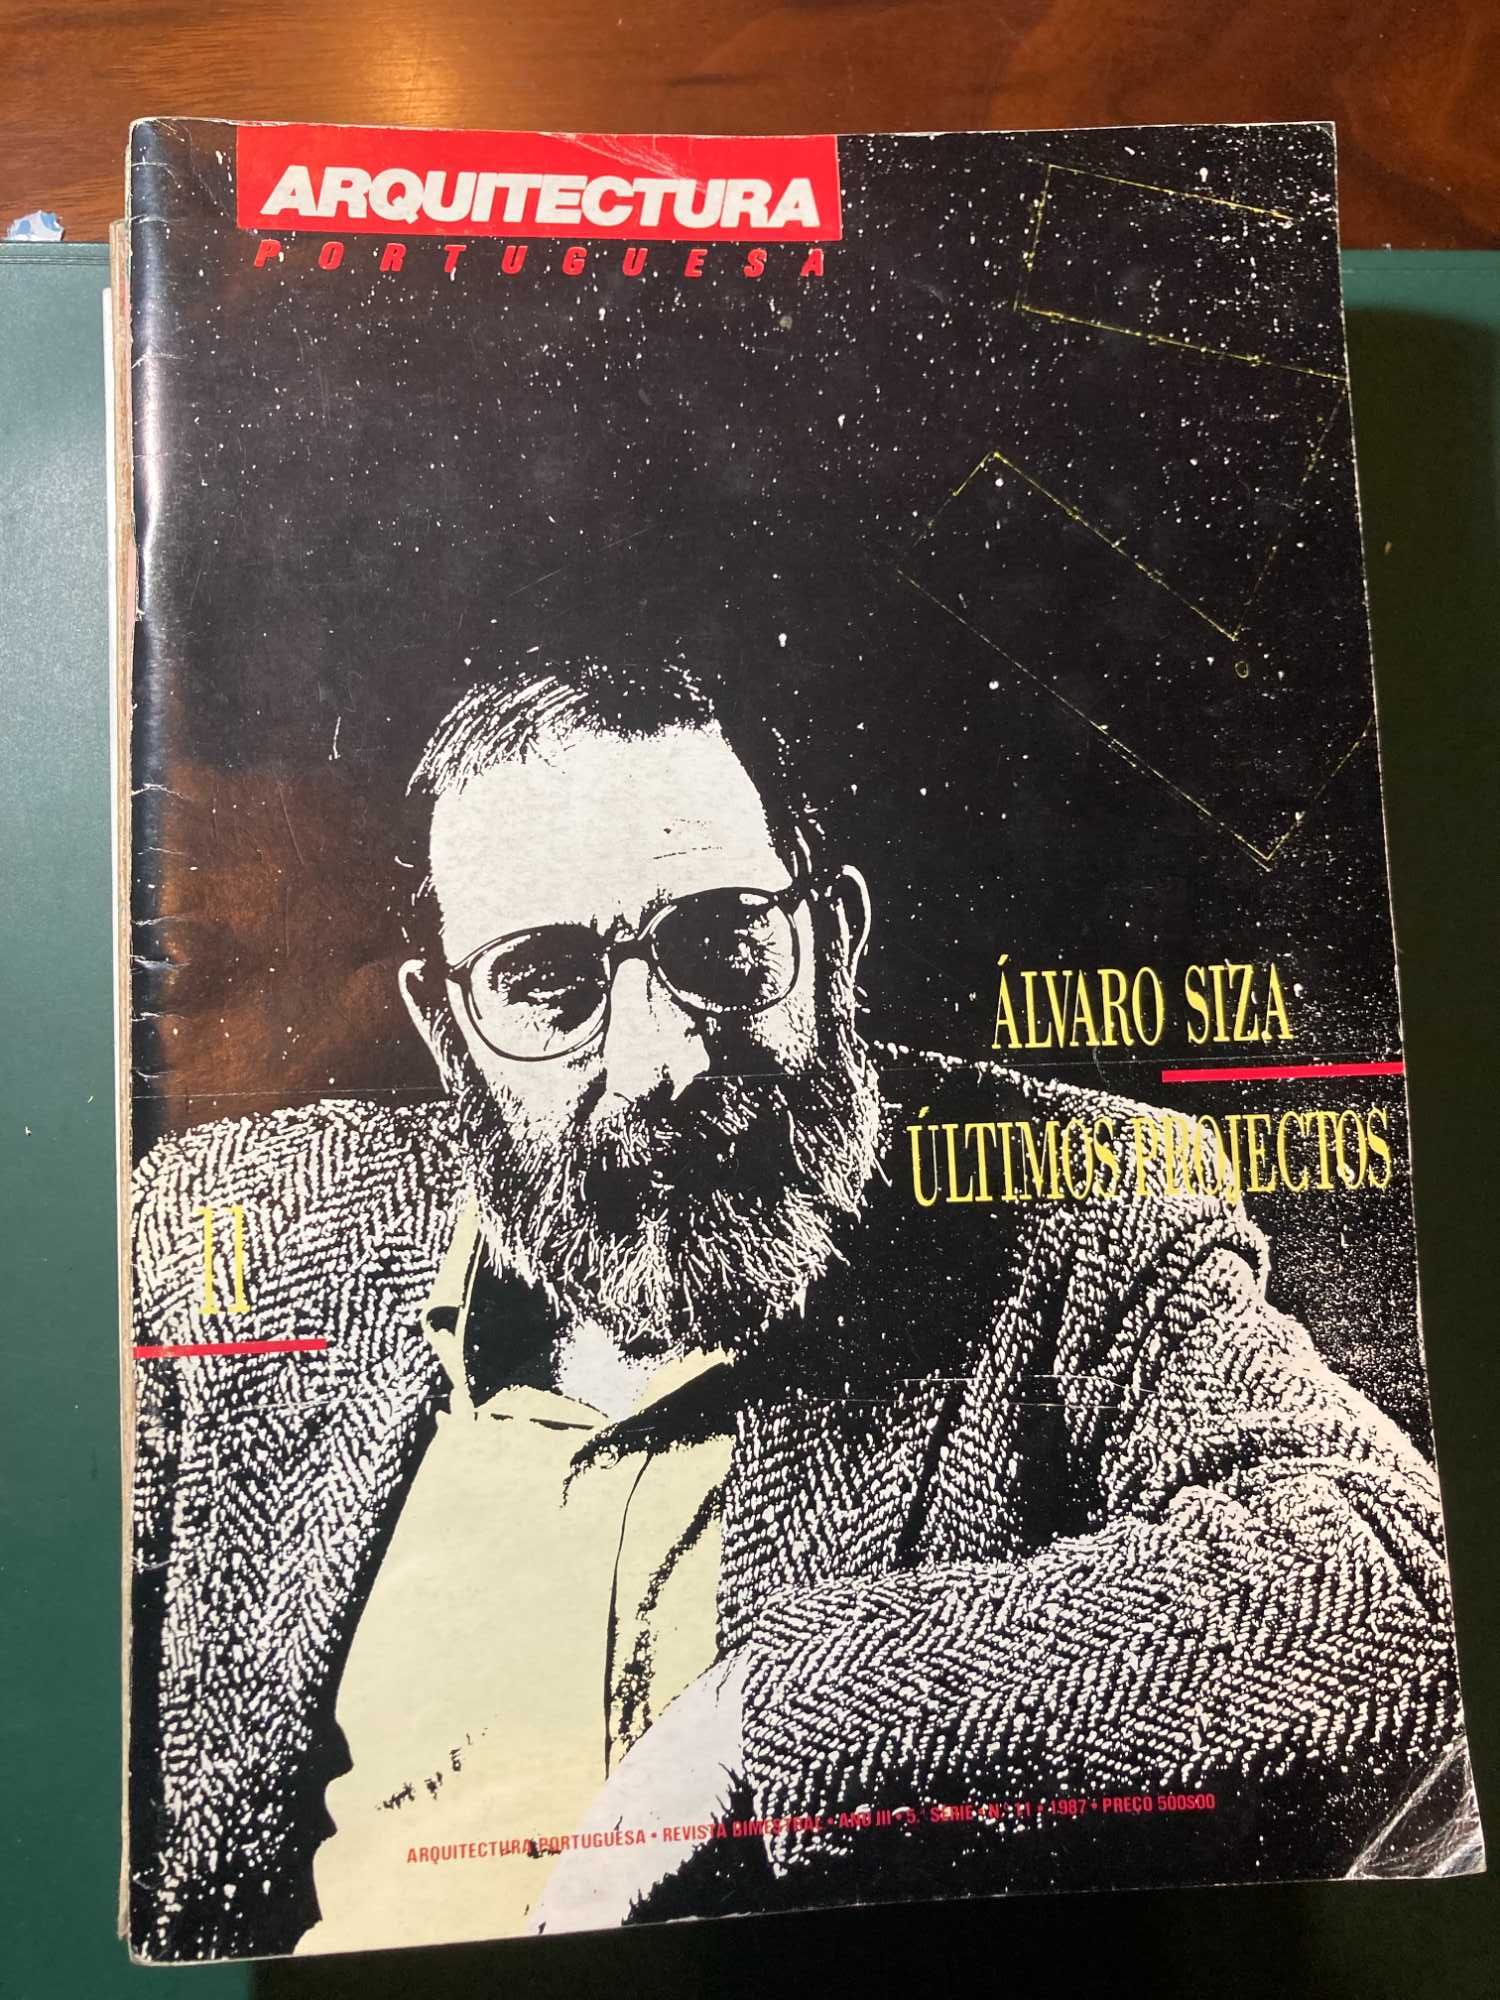 ARQUITECTURA
PORTUGUESA
ÁLVARO SIZA
ÚLTIMOS PROJECTOS
11
ARQUITECTURA PORTUGUESA • REVISTA BIMESTRAL • ANO III • 5.ª SÉRIE • N.º 11 • 1987 • PREÇO 500$00